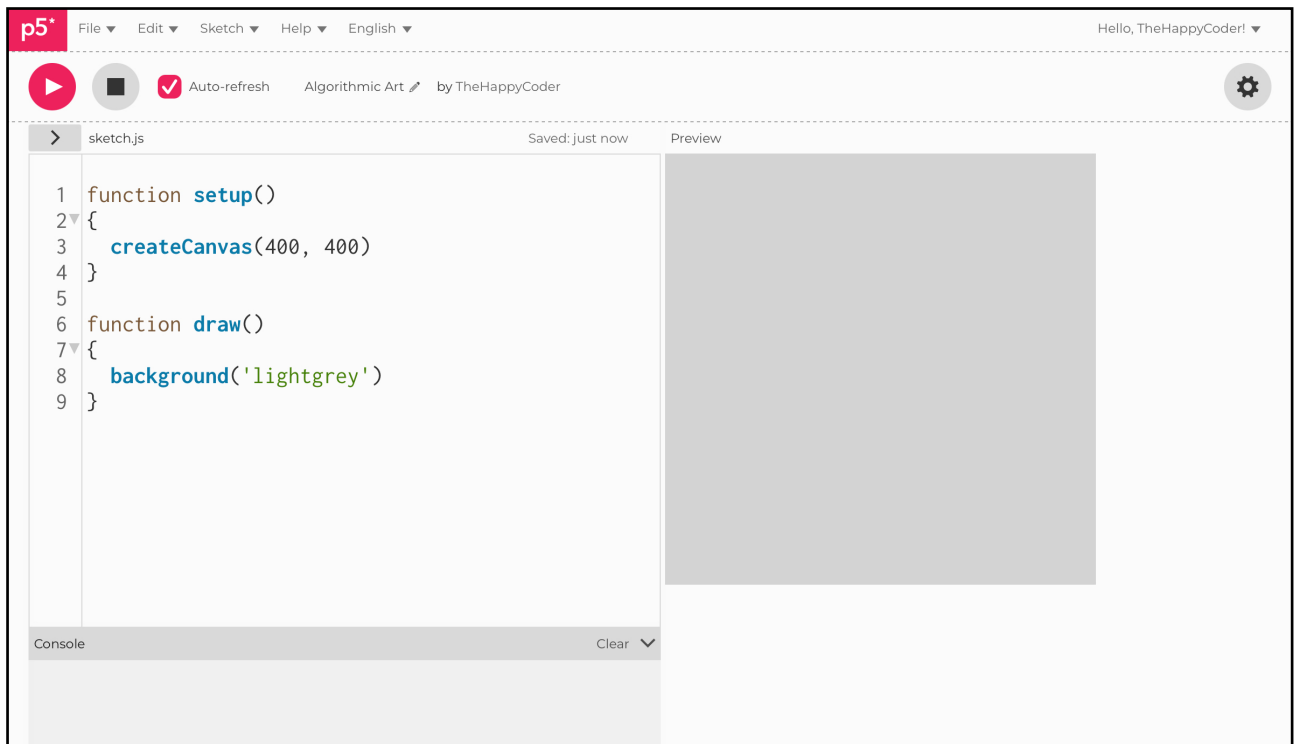 p5* File Edit Sketch Help English Hello, TheHappyCoder!
Auto-refresh Algorithmic Art by TheHappyCoder
sketch.js Saved: just now Preview
1 function setup()
2 {
3   createCanvas(400, 400)
4 }
5
6 function draw()
7 {
8   background('lightgrey')
9 }
Console Clear